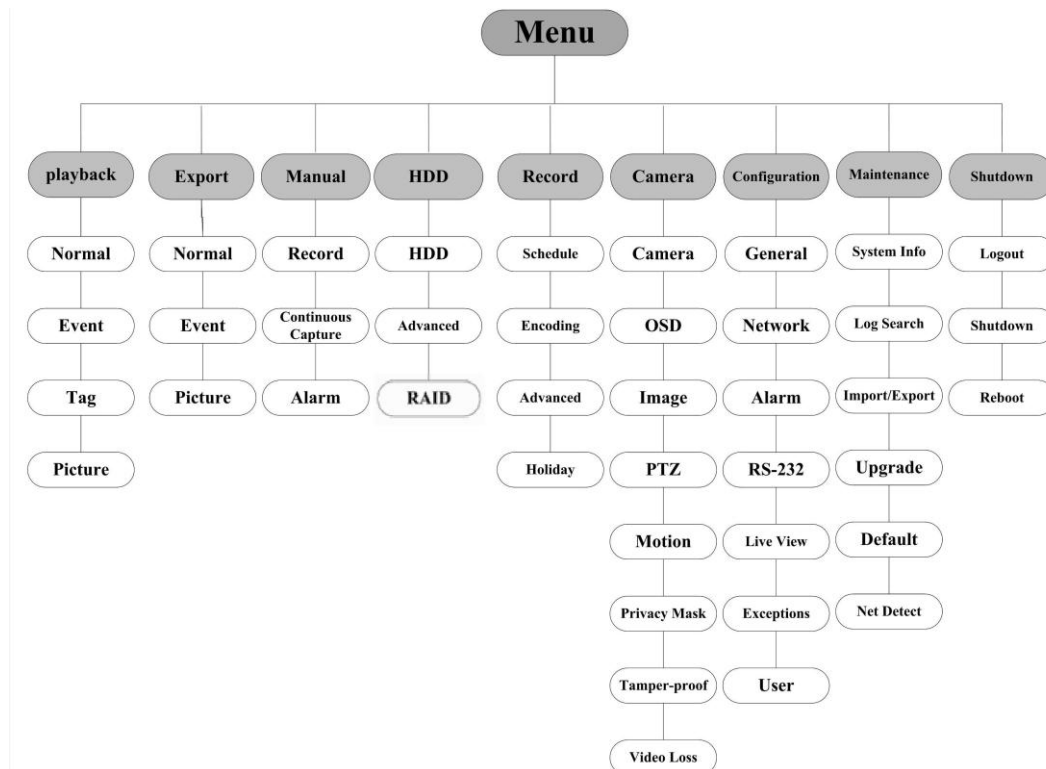 Menu
playback
Export
Manual
HDD
Record
Camera
Configuration
Maintenance
Shutdown
Normal
Normal
Record
HDD
Schedule
Camera
General
System Info
Logout
Event
Event
Continuous
Capture
Advanced
Encoding
OSD
Network
Log Search
Shutdown
Tag
Picture
Alarm
RAID
Advanced
Image
Alarm
Import/Export
Reboot
Picture
Holiday
PTZ
RS-232
Upgrade
Motion
Live View
Default
Privacy Mask
Exceptions
Net Detect
Tamper-proof
User
Video Loss